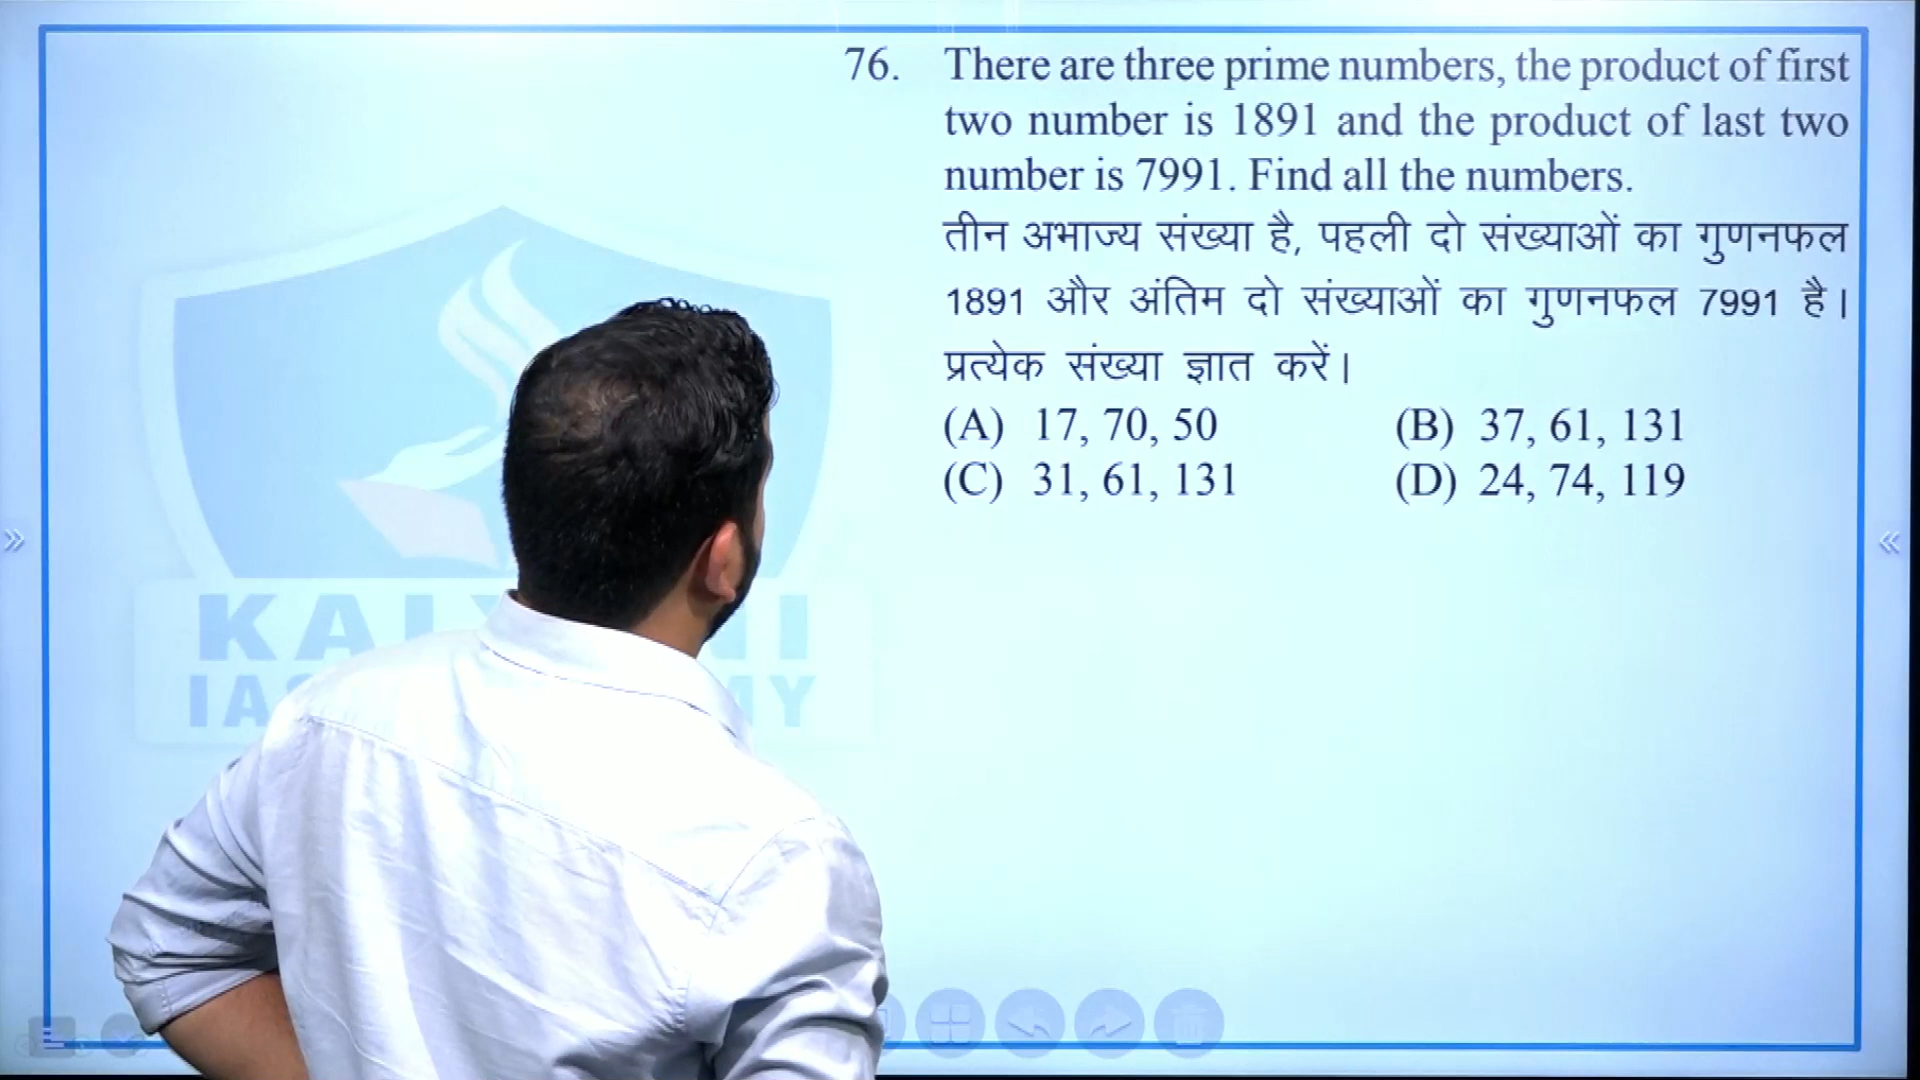 76. There are three prime numbers, the product of first
two number is 1891 and the product of last two
number is 7991. Find all the numbers.
तीन अभाज्य संख्या है, पहली दो संख्याओं का गुणनफल
1891 और अंतिम दो संख्याओं का गुणनफल 7991 है।
प्रत्येक संख्या ज्ञात करें।
(A) 17, 70, 50 (B) 37, 61, 131
(C) 31, 61, 131 (D) 24, 74, 119